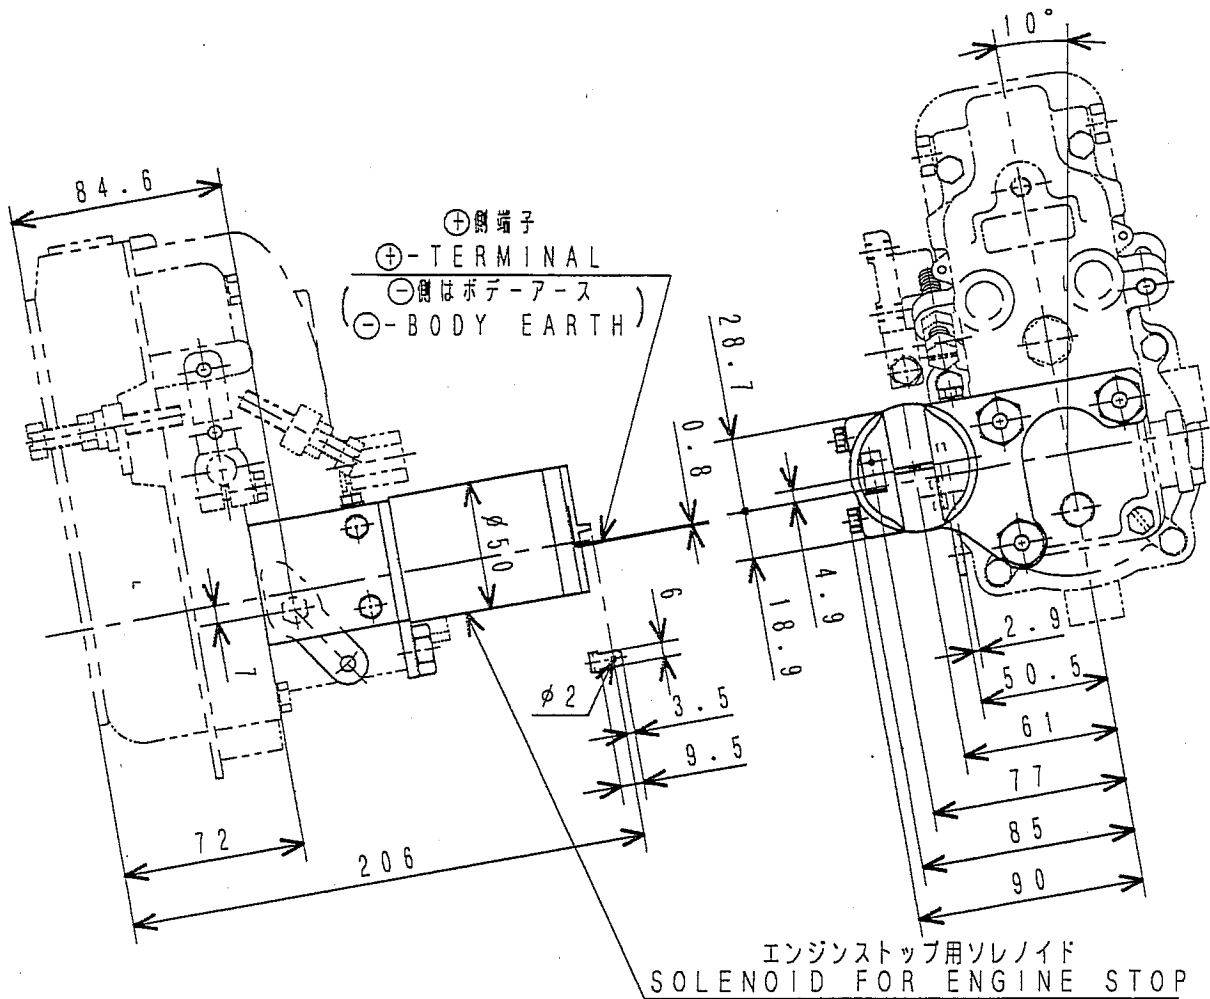 10°
84.6
⊕側端子
⊕-TERMINAL
(⊖側はボデーアース
⊖-BODY EARTH)
28.7
0.8
φ50
4.9
18.9
6
7
2.9
φ2
50.5
3.5
61
9.5
77
72
206
85
90
エンジンストップ用ソレノイド
SOLENOID FOR ENGINE STOP